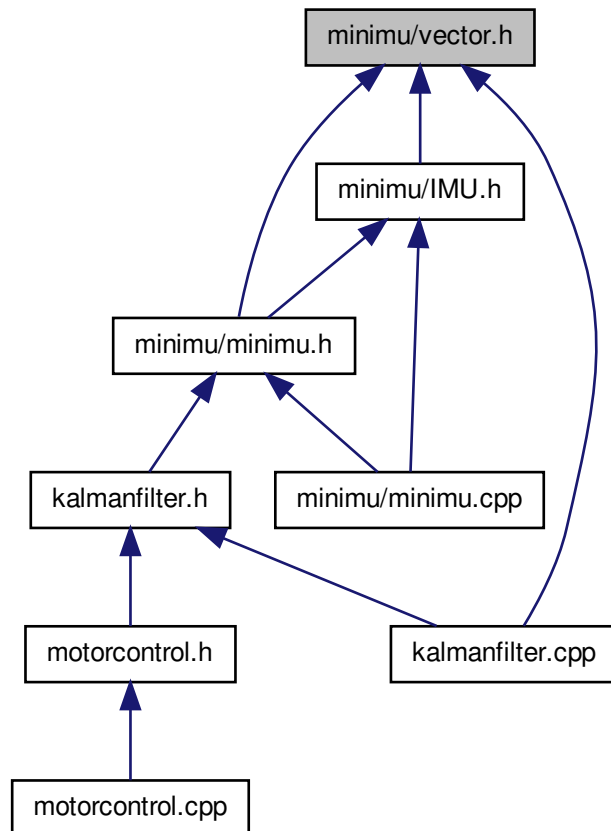 minimu/vector.h
minimu/IMU.h
minimu/minimu.h
kalmanfilter.h
minimu/minimu.cpp
motorcontrol.h
kalmanfilter.cpp
motorcontrol.cpp